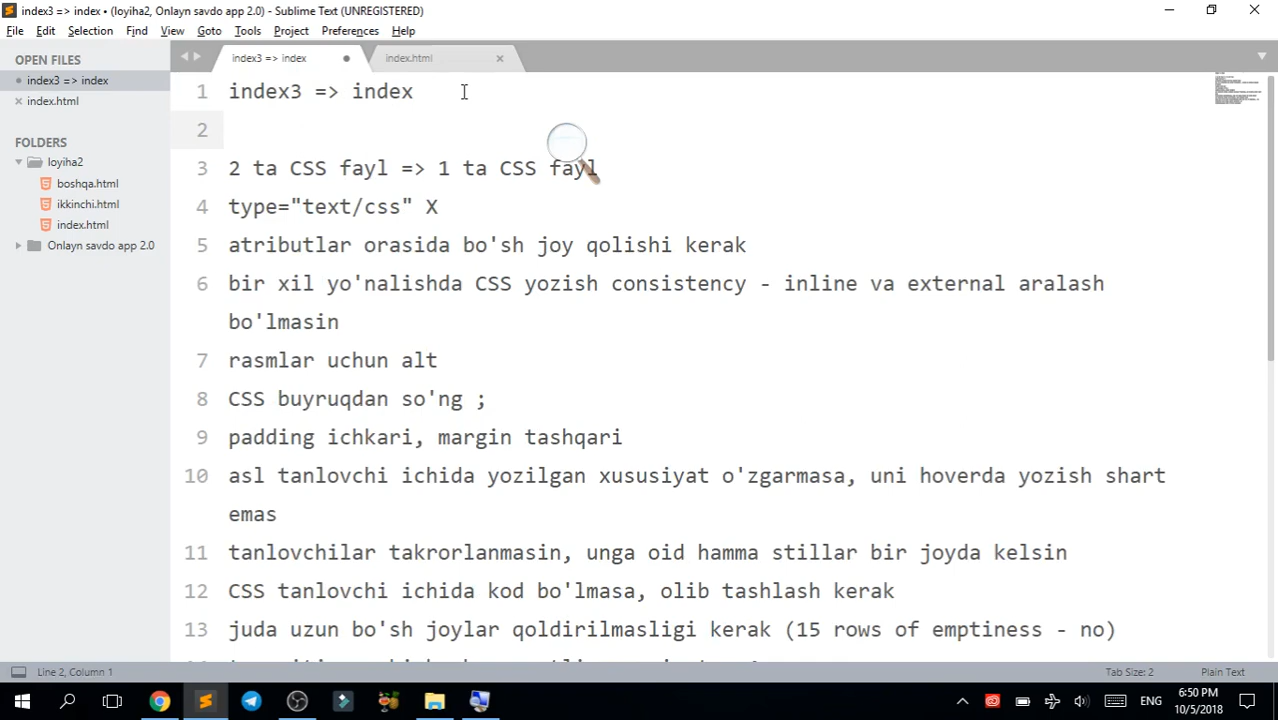 index3 => index • (loyiha2, Onlayn savdo app 2.0) - Sublime Text (UNREGISTERED)
File Edit Selection Find View Goto Tools Project Preferences Help
OPEN FILES
index3 => index
index.html
FOLDERS
loyiha2
boshqa.html
ikkinchi.html
index.html
Onlayn savdo app 2.0
index3 => index
index.html
1 index3 => index
2
3 2 ta CSS fayl => 1 ta CSS fayl
4 type="text/css" X
5 atributlar orasida bo'sh joy qolishi kerak
6 bir xil yo'nalishda CSS yozish consistency - inline va external aralash
bo'lmasin
7 rasmlar uchun alt
8 CSS buyruqdan so'ng ;
9 padding ichkari, margin tashqari
10 asl tanlovchi ichida yozilgan xususiyat o'zgarmasa, uni hoverda yozish shart
emas
11 tanlovchilar takrorlanmasin, unga oid hamma stillar bir joyda kelsin
12 CSS tanlovchi ichida kod bo'lmasa, olib tashlash kerak
13 juda uzun bo'sh joylar qoldirilmasligi kerak (15 rows of emptiness - no)
Line 2, Column 1
Tab Size: 2
Plain Text
ENG
6:50 PM
10/5/2018